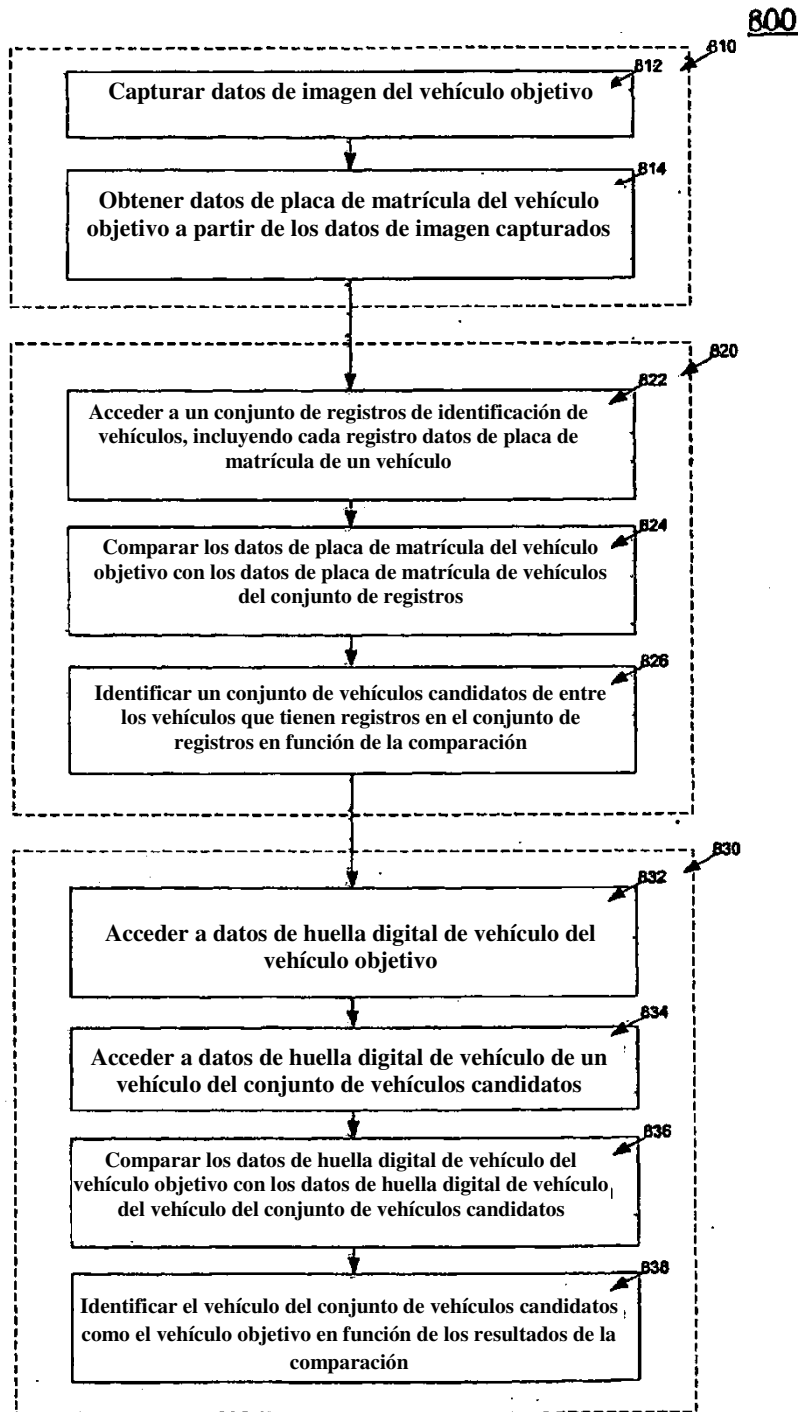 800
810
812
Capturar datos de imagen del vehículo objetivo
814
Obtener datos de placa de matrícula del vehículo
objetivo a partir de los datos de imagen capturados
820
822
Acceder a un conjunto de registros de identificación de
vehículos, incluyendo cada registro datos de placa de
matrícula de un vehículo
824
Comparar los datos de placa de matrícula del vehículo
objetivo con los datos de placa de matrícula de vehículos
del conjunto de registros
826
Identificar un conjunto de vehículos candidatos de entre
los vehículos que tienen registros en el conjunto de
registros en función de la comparación
830
832
Acceder a datos de huella digital de vehículo del
vehículo objetivo
834
Acceder a datos de huella digital de vehículo de un
vehículo del conjunto de vehículos candidatos
836
Comparar los datos de huella digital de vehículo del
vehículo objetivo con los datos de huella digital de vehículo
del vehículo del conjunto de vehículos candidatos
838
Identificar el vehículo del conjunto de vehículos candidatos
como el vehículo objetivo en función de los resultados de la
comparación